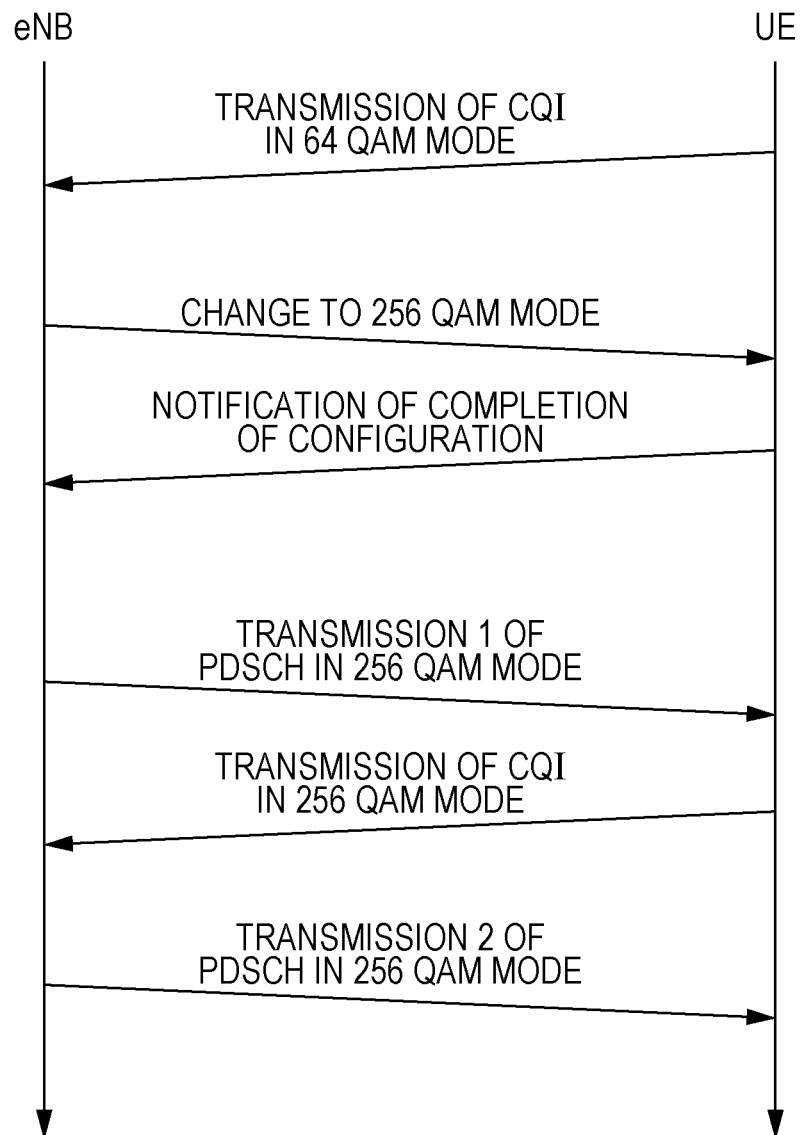 eNB
UE
TRANSMISSION OF CQI
IN 64 QAM MODE
CHANGE TO 256 QAM MODE
NOTIFICATION OF COMPLETION
OF CONFIGURATION
TRANSMISSION 1 OF
PDSCH IN 256 QAM MODE
TRANSMISSION OF CQI
IN 256 QAM MODE
TRANSMISSION 2 OF
PDSCH IN 256 QAM MODE